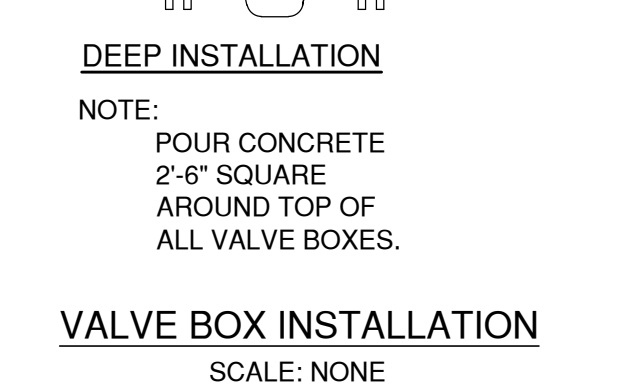 DEEP INSTALLATION
NOTE:
POUR CONCRETE
2'-6" SQUARE
AROUND TOP OF
ALL VALVE BOXES.
VALVE BOX INSTALLATION
SCALE: NONE